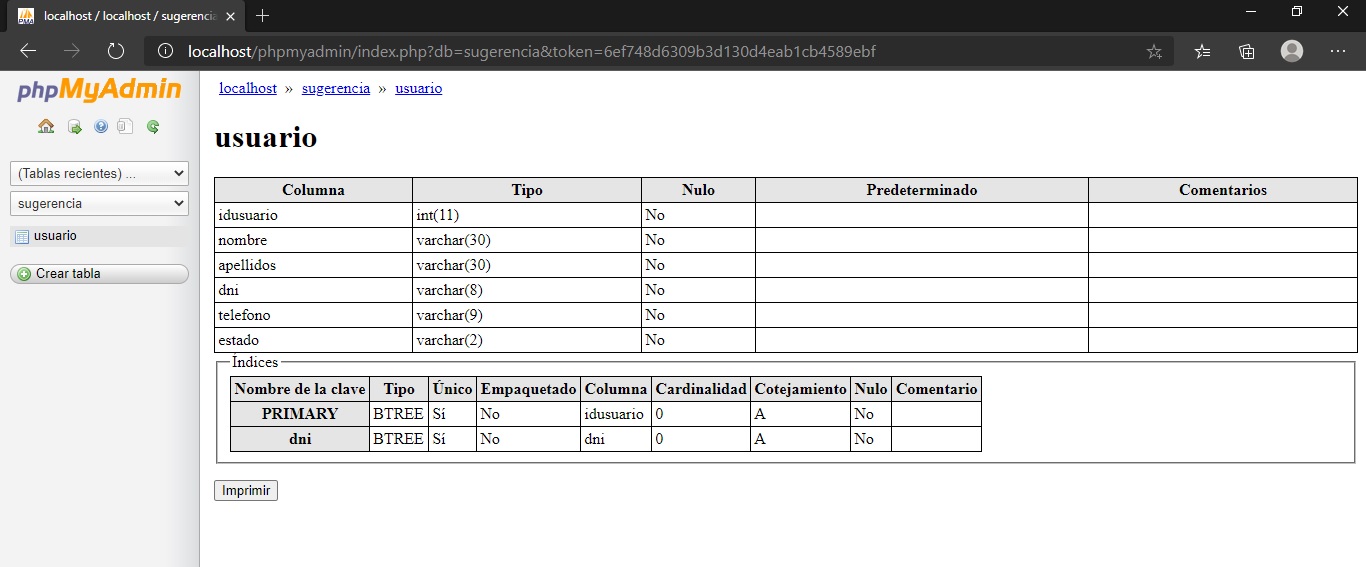 localhost / localhost / sugerencia
localhost/phpmyadmin/index.php?db=sugerencia&token=6ef748d6309b3d130d4eab1cb4589ebf
phpMyAdmin
(Tablas recientes) ...
sugerencia
usuario
Crear tabla
localhost » sugerencia » usuario
usuario
Columna Tipo Nulo Predeterminado Comentarios
idusuario int(11) No
nombre varchar(30) No
apellidos varchar(30) No
dni varchar(8) No
telefono varchar(9) No
estado varchar(2) No
Índices
Nombre de la clave Tipo Único Empaquetado Columna Cardinalidad Cotejamiento Nulo Comentario
PRIMARY BTREE Sí No idusuario 0 A No
dni BTREE Sí No dni 0 A No
Imprimir